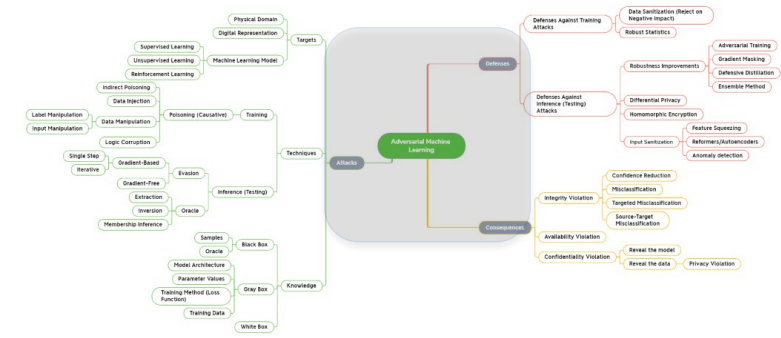 Adversarial Machine
Learning
Attacks
Targets
Physical Domain
Digital Representation
Machine Learning Model
Supervised Learning
Unsupervised Learning
Reinforcement Learning
Techniques
Training
Poisoning (Causative)
Indirect Poisoning
Data Injection
Data Manipulation
Label Manipulation
Input Manipulation
Logic Corruption
Inference (Testing)
Evasion
Gradient-Based
Single Step
Iterative
Gradient-Free
Oracle
Extraction
Inversion
Membership Inference
Knowledge
Black Box
Samples
Oracle
Gray Box
Model Architecture
Parameter Values
Training Method (Loss
Function)
Training Data
White Box
Defenses
Defenses Against Training
Attacks
Data Sanitization (Reject on
Negative Impact)
Robust Statistics
Defenses Against
Inference (Testing)
Attacks
Robustness Improvements
Adversarial Training
Gradient Masking
Defensive Distillation
Ensemble Method
Differential Privacy
Homomorphic Encryption
Input Sanitization
Feature Squeezing
Reformers/Autoencoders
Anomaly detection
Consequences
Integrity Violation
Confidence Reduction
Misclassification
Targeted Misclassification
Source-Target
Misclassification
Availability Violation
Confidentiality Violation
Reveal the model
Reveal the data
Privacy Violation